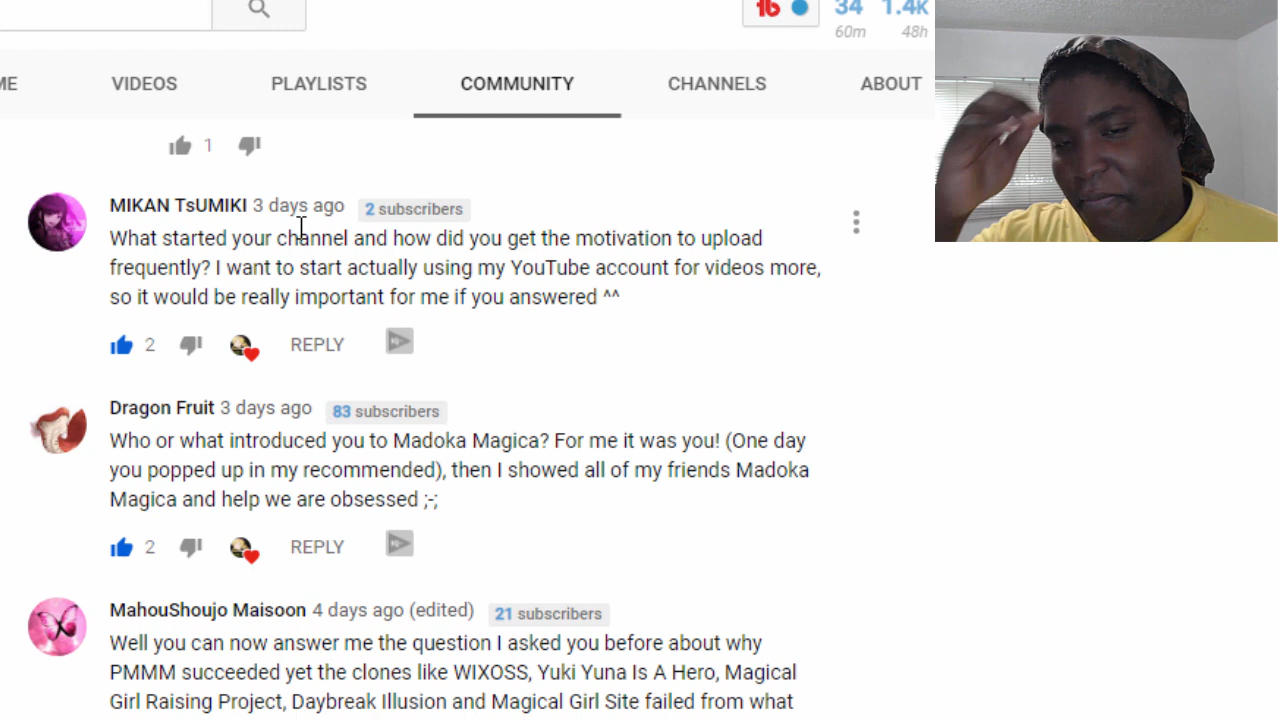 34 1.4K
60m 48h
ME VIDEOS PLAYLISTS COMMUNITY CHANNELS ABOUT
1
MIKAN TsUMIKI 3 days ago 2 subscribers
What started your channel and how did you get the motivation to upload
frequently? I want to start actually using my YouTube account for videos more,
so it would be really important for me if you answered ^^
2 REPLY
Dragon Fruit 3 days ago 83 subscribers
Who or what introduced you to Madoka Magica? For me it was you! (One day
you popped up in my recommended), then I showed all of my friends Madoka
Magica and help we are obsessed ;-;
2 REPLY
MahouShoujo Maisoon 4 days ago (edited) 21 subscribers
Well you can now answer me the question I asked you before about why
PMMM succeeded yet the clones like WIXOSS, Yuki Yuna Is A Hero, Magical
Girl Raising Project, Daybreak Illusion and Magical Girl Site failed from what